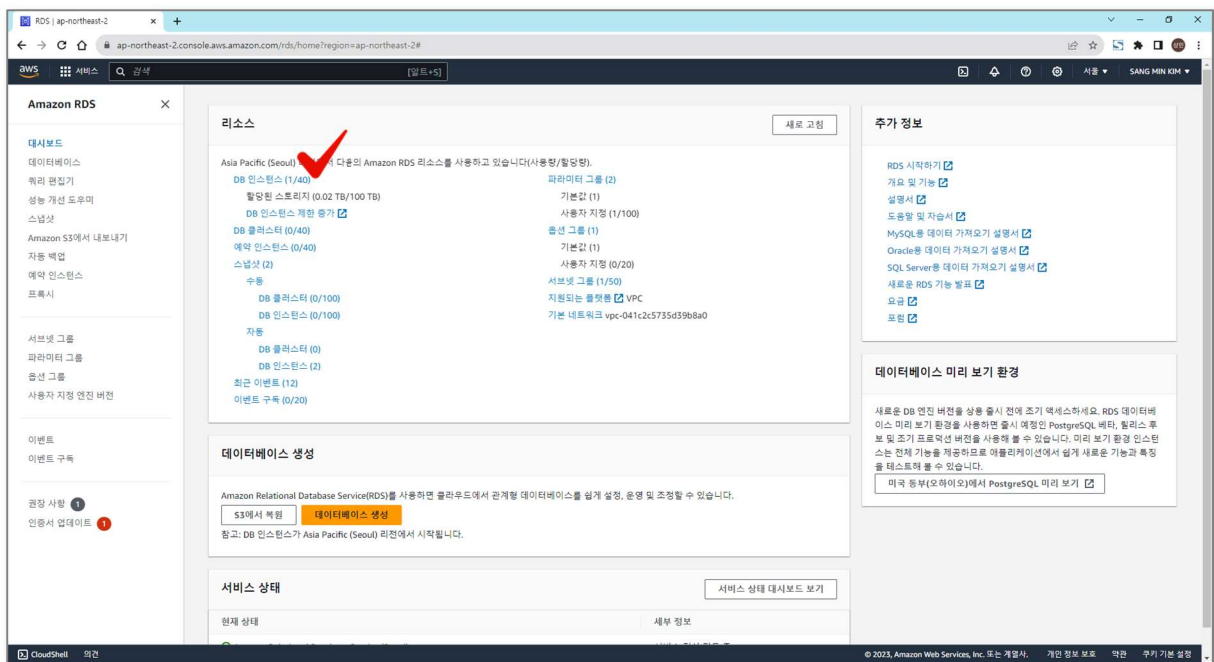 RDS | ap-northeast-2
ap-northeast-2.console.aws.amazon.com/rds/home?region=ap-northeast-2#
상민
aws 서비스 검색 [알트+S] 서울 SANG MIN KIM
Amazon RDS
대시보드
데이터베이스
쿼리 편집기
성능 개선 도우미
스냅샷
Amazon S3에서 내보내기
자동 백업
예약 인스턴스
프록시
서브넷 그룹
파라미터 그룹
옵션 그룹
사용자 지정 엔진 버전
이벤트
이벤트 구독
권장 사항 1
인증서 업데이트 1
리소스
새로 고침
Asia Pacific (Seoul) 다음의 Amazon RDS 리소스를 사용하고 있습니다(사용량/할당량).
DB 인스턴스 (1/40)
할당된 스토리지 (0.02 TB/100 TB)
DB 인스턴스 제한 증가
DB 클러스터 (0/40)
예약 인스턴스 (0/40)
스냅샷 (2)
수동
DB 클러스터 (0/100)
DB 인스턴스 (0/100)
자동
DB 클러스터 (0)
DB 인스턴스 (2)
최근 이벤트 (12)
이벤트 구독 (0/20)
파라미터 그룹 (2)
기본값 (1)
사용자 지정 (1/100)
옵션 그룹 (1)
기본값 (1)
사용자 지정 (0/20)
서브넷 그룹 (1/50)
지원되는 플랫폼 VPC
기본 네트워크 vpc-041c2c5735d39b8a0
데이터베이스 생성
Amazon Relational Database Service(RDS)를 사용하면 클라우드에서 관계형 데이터베이스를 쉽게 설정, 운영 및 조정할 수 있습니다.
S3에서 복원 데이터베이스 생성
참고: DB 인스턴스가 Asia Pacific (Seoul) 리전에서 시작됩니다.
서비스 상태
서비스 상태 대시보드 보기
현재 상태 세부 정보
추가 정보
RDS 시작하기
개요 및 기능
설명서
도움말 및 자습서
MySQL용 데이터 가져오기 설명서
Oracle용 데이터 가져오기 설명서
SQL Server용 데이터 가져오기 설명서
새로운 RDS 기능 발표
요금
포럼
데이터베이스 미리 보기 환경
새로운 DB 엔진 버전을 상용 출시 전에 조기 액세스하세요. RDS 데이터베
이스 미리 보기 환경을 사용하면 출시 예정인 PostgreSQL 베타, 릴리스 후
보 및 조기 프로덕션 버전을 사용해 볼 수 있습니다. 미리 보기 환경 인스턴
스는 전체 기능을 제공하므로 애플리케이션에서 쉽게 새로운 기능과 특징
을 테스트해 볼 수 있습니다.
미국 동부(오하이오)에서 PostgreSQL 미리 보기
CloudShell 의견
© 2023, Amazon Web Services, Inc. 또는 계열사. 개인 정보 보호 약관 쿠키 기본 설정